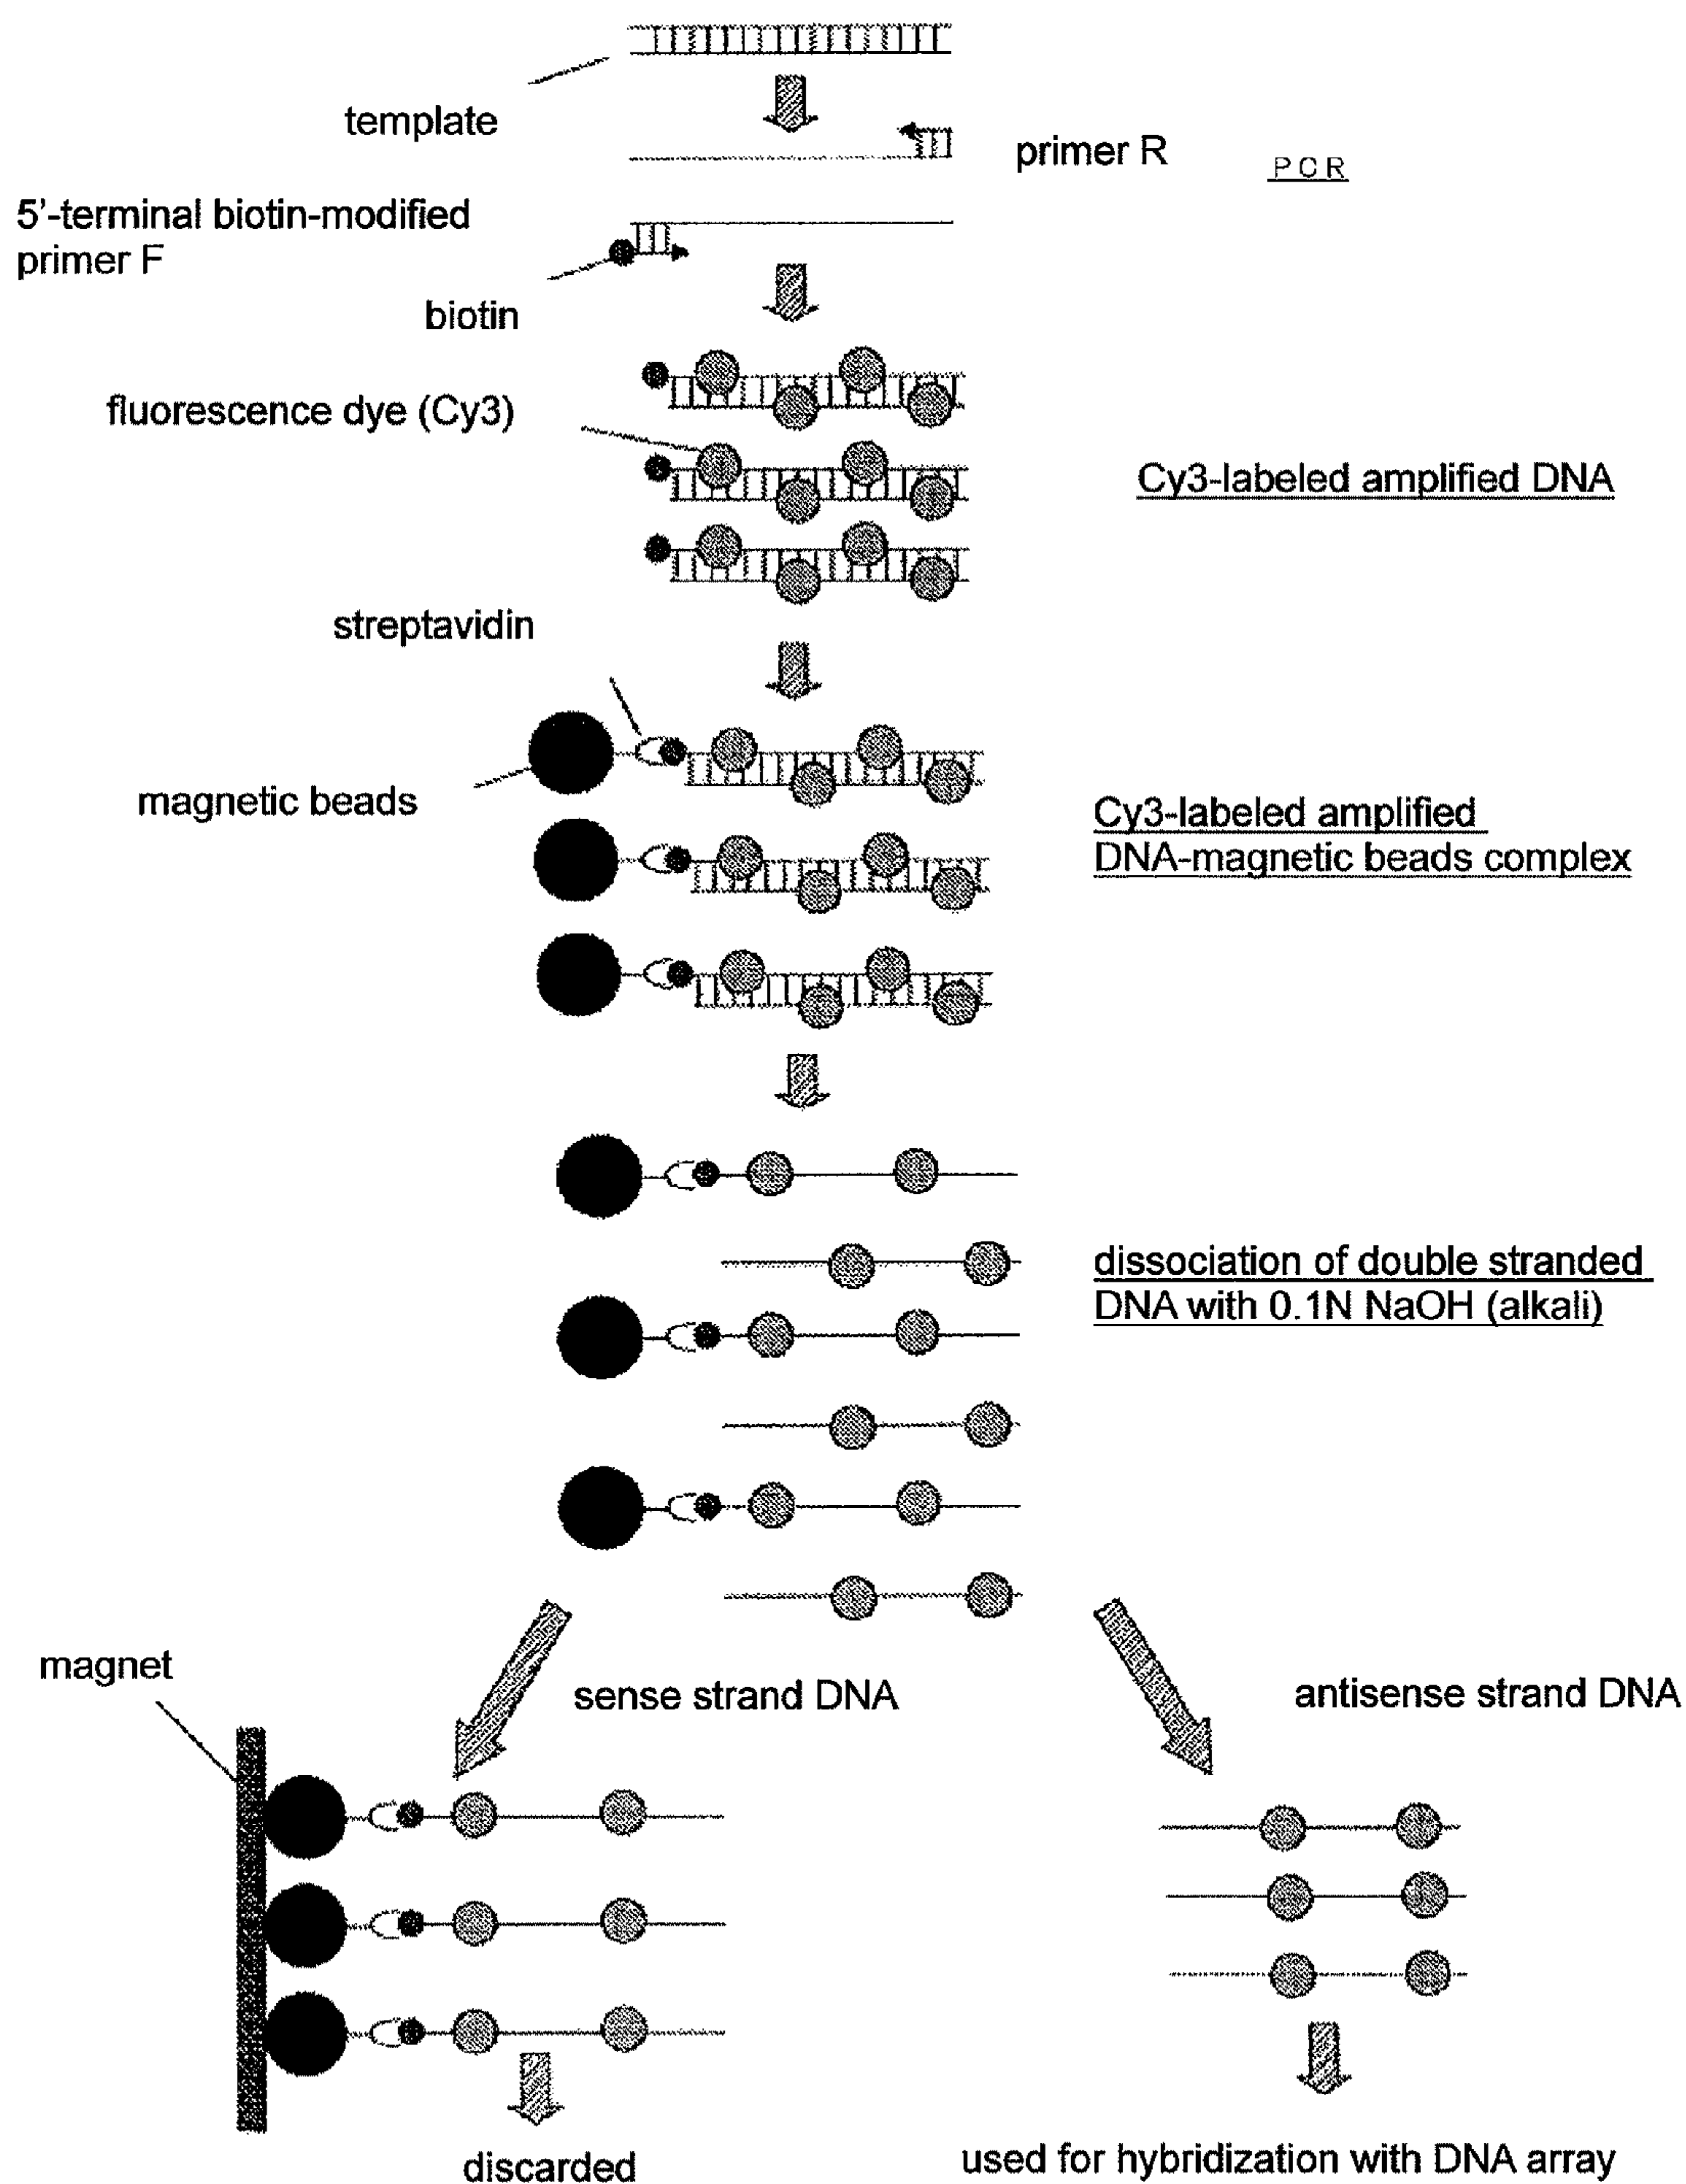 template
primer R
PCR
5’-terminal biotin-modified
primer F
biotin
fluorescence dye (Cy3)
Cy3-labeled amplified DNA
streptavidin
magnetic beads
Cy3-labeled amplified
DNA-magnetic beads complex
dissociation of double stranded
DNA with 0.1N NaOH (alkali)
magnet
sense strand DNA
antisense strand DNA
discarded
used for hybridization with DNA array